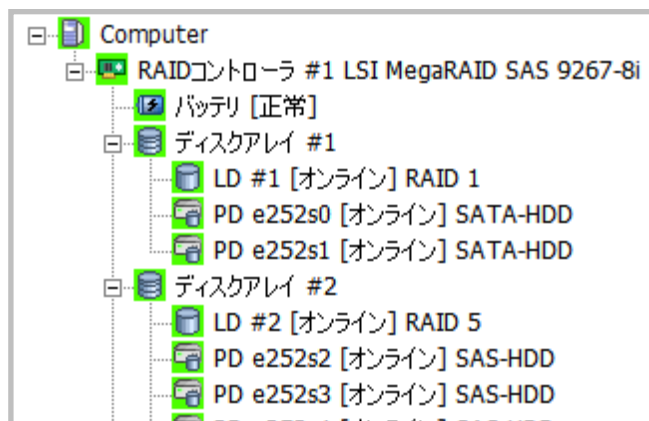 Computer
RAIDコントローラ #1 LSI MegaRAID SAS 9267-8i
バッテリ [正常]
ディスクアレイ #1
LD #1 [オンライン] RAID 1
PD e252s0 [オンライン] SATA-HDD
PD e252s1 [オンライン] SATA-HDD
ディスクアレイ #2
LD #2 [オンライン] RAID 5
PD e252s2 [オンライン] SAS-HDD
PD e252s3 [オンライン] SAS-HDD